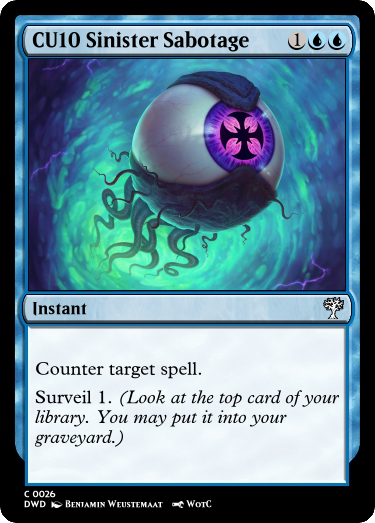 CU10 Sinister Sabotage 1
Instant
Counter target spell.
Surveil 1. (Look at the top card of your
library. You may put it into your
graveyard.)
C 0026
DWD Benjamin Weustemaat WotC